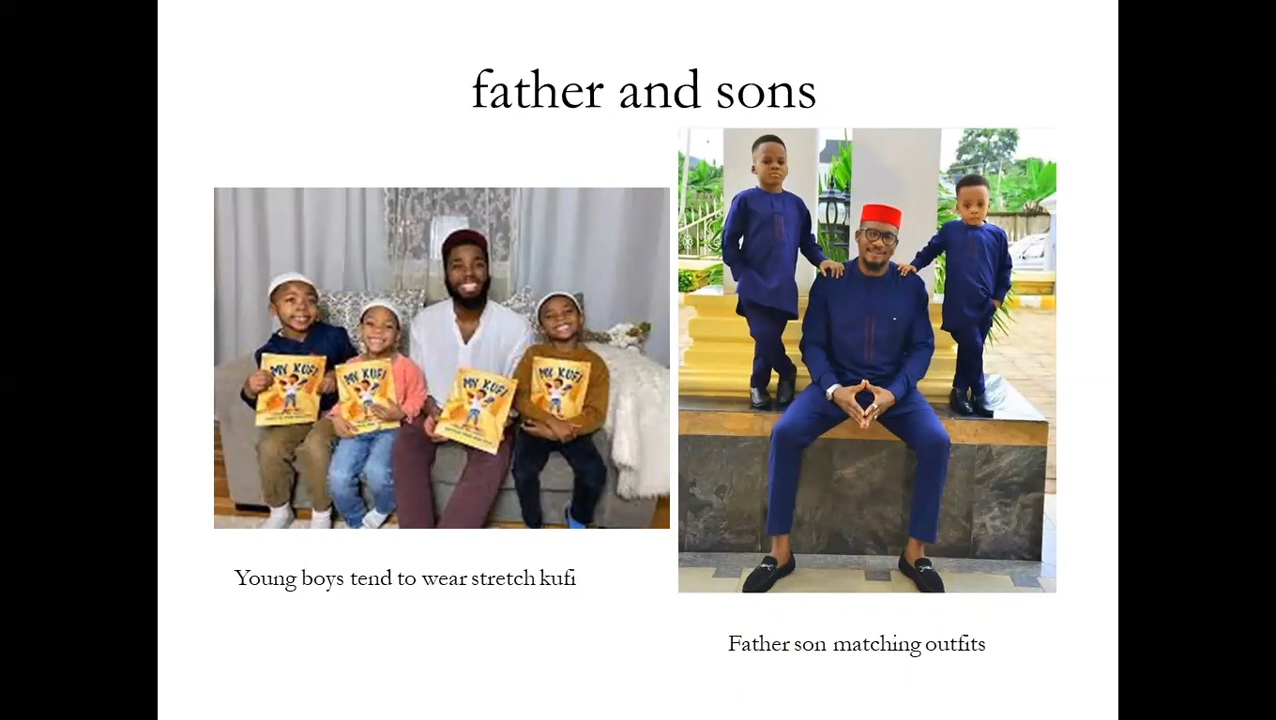 father and sons
MY KUFI
MY KUFI
MY KUFI
MY KUFI
Young boys tend to wear stretch kufi
Father son matching outfits